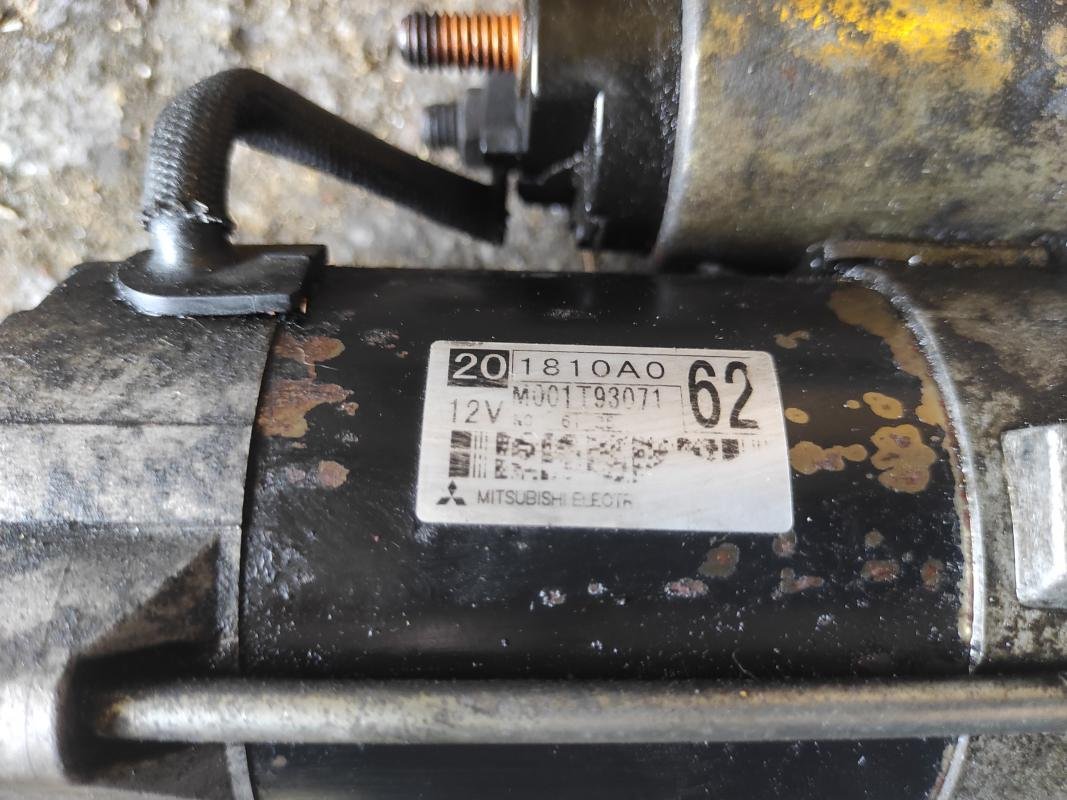 20 1810A0 62
M001T93071
12V
MITSUBISHI ELECTR